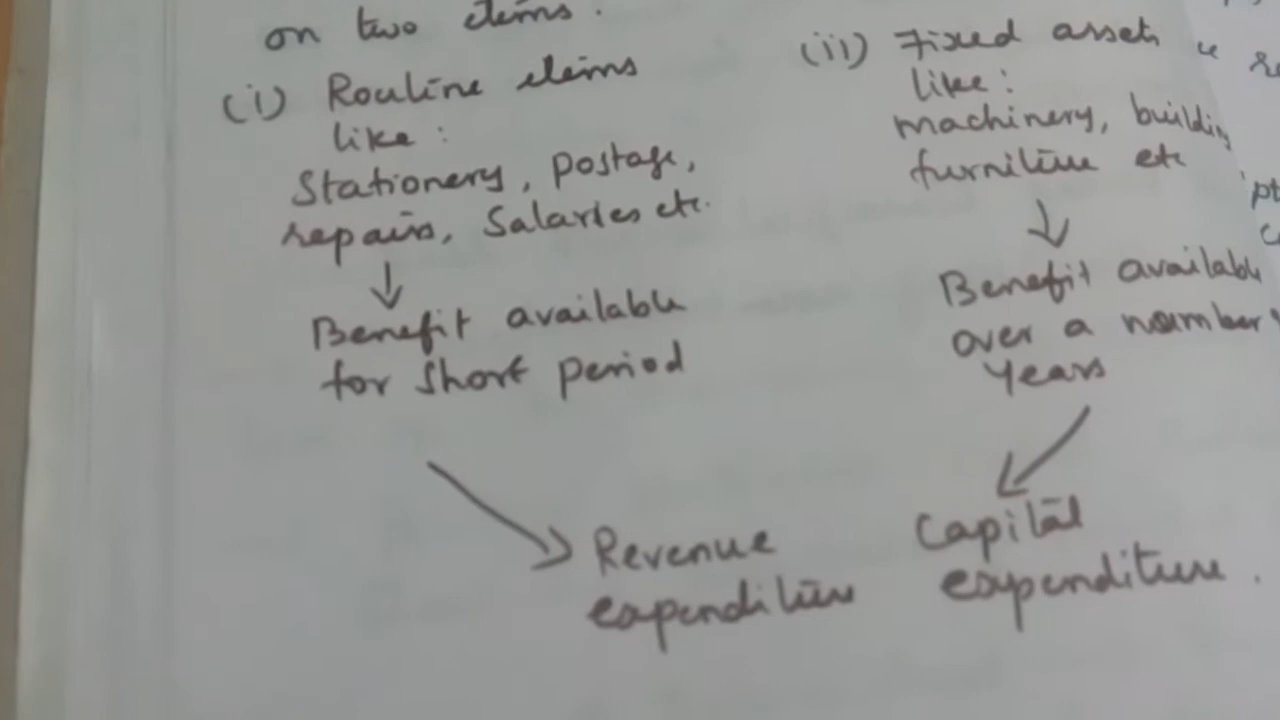 on two items.
(i) Routine items
like:
Stationery, postage,
repairs, Salaries etc.
↓
Benefit available
for short period
Revenue
expenditure
(ii) Fixed assets
like:
machinery, building
furniture etc
↓
Benefit available
over a number
years
Capital
expenditure.